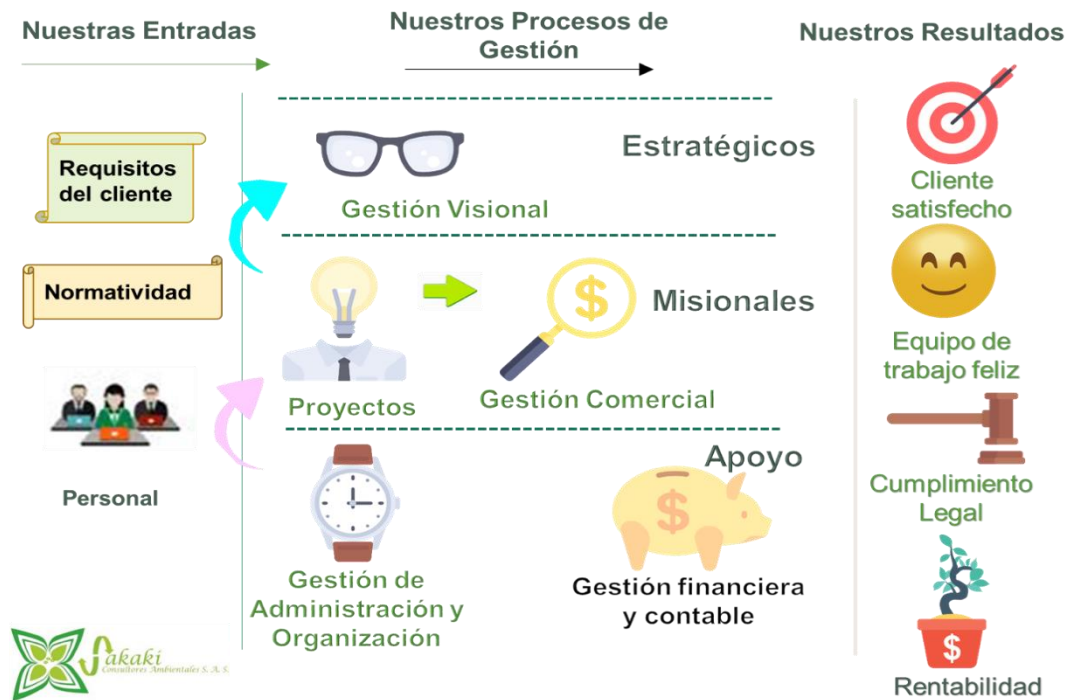 Nuestras Entradas
Nuestros Procesos de
Gestión
Nuestros Resultados
Requisitos
del cliente
Normatividad
Personal
Estratégicos
Gestión Visional
Misionales
$
Proyectos
Gestión Comercial
Apoyo
$
Gestión de
Administración y
Organización
Gestión financiera
y contable
Cliente
satisfecho
Equipo de
trabajo feliz
Cumplimiento
Legal
$
Rentabilidad
Jakaki
Consultores Ambientales S. A. S.